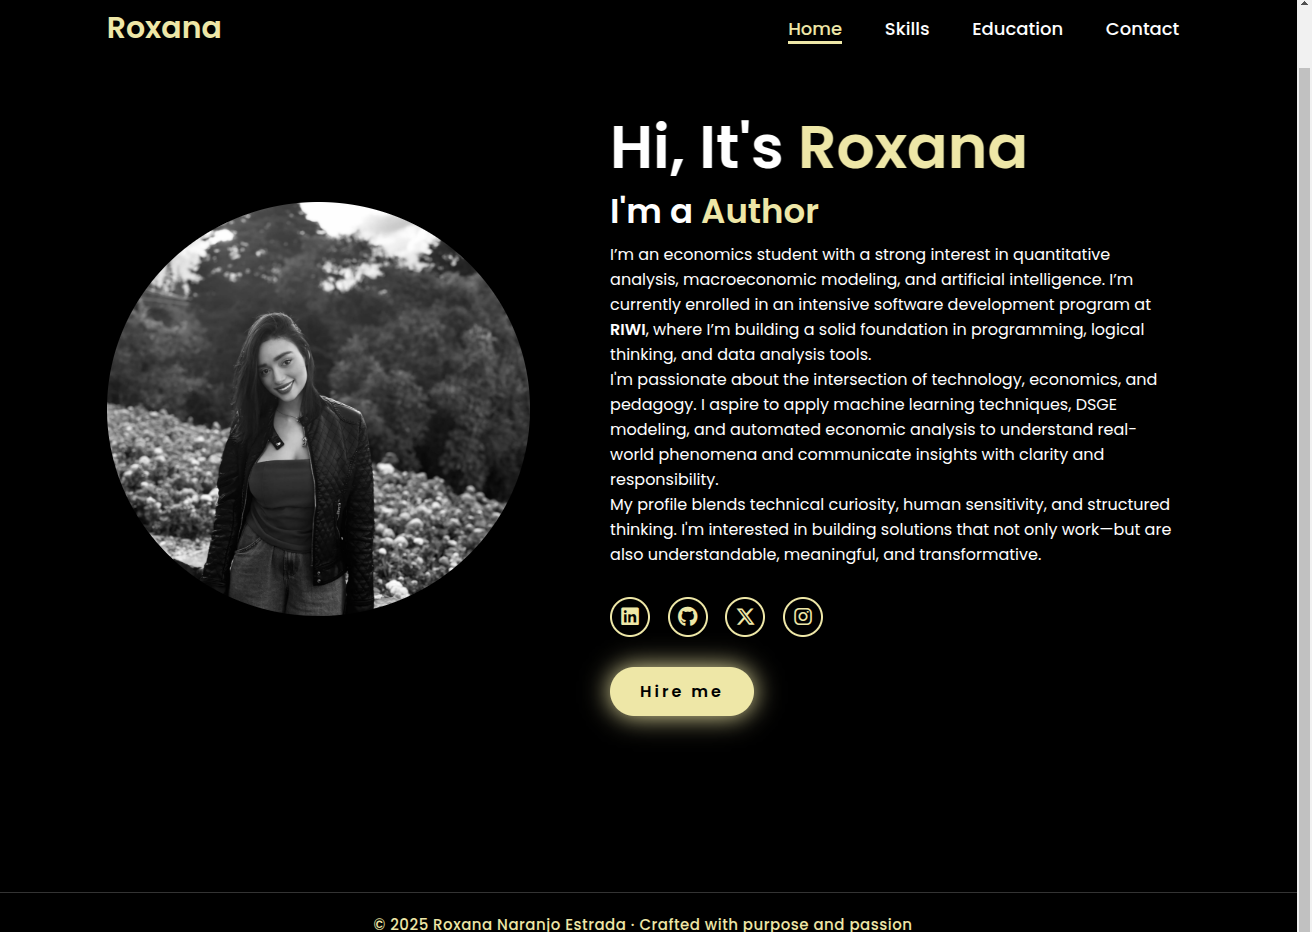 Roxana
Home Skills Education Contact
Hi, It's Roxana
I'm a Author
I’m an economics student with a strong interest in quantitative
analysis, macroeconomic modeling, and artificial intelligence. I’m
currently enrolled in an intensive software development program at
RIWI, where I’m building a solid foundation in programming, logical
thinking, and data analysis tools.
I'm passionate about the intersection of technology, economics, and
pedagogy. I aspire to apply machine learning techniques, DSGE
modeling, and automated economic analysis to understand real-
world phenomena and communicate insights with clarity and
responsibility.
My profile blends technical curiosity, human sensitivity, and structured
thinking. I'm interested in building solutions that not only work—but are
also understandable, meaningful, and transformative.
Hire me
© 2025 Roxana Naranjo Estrada · Crafted with purpose and passion